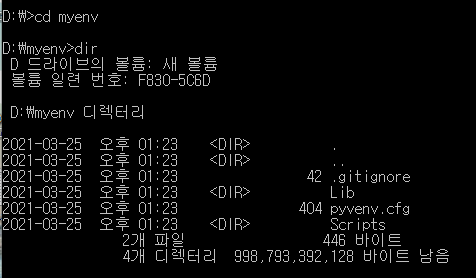 D:\>cd myenv
D:\myenv>dir
D 드라이브의 볼륨: 새 볼륨
볼륨 일련 번호: F830-5C6D
D:\myenv 디렉터리
2021-03-25 오후 01:23 <DIR> .
2021-03-25 오후 01:23 <DIR> ..
2021-03-25 오후 01:23 42 .gitignore
2021-03-25 오후 01:23 <DIR> Lib
2021-03-25 오후 01:23 404 pyvenv.cfg
2021-03-25 오후 01:23 <DIR> Scripts
2개 파일 446 바이트
4개 디렉터리 998,793,392,128 바이트 남음